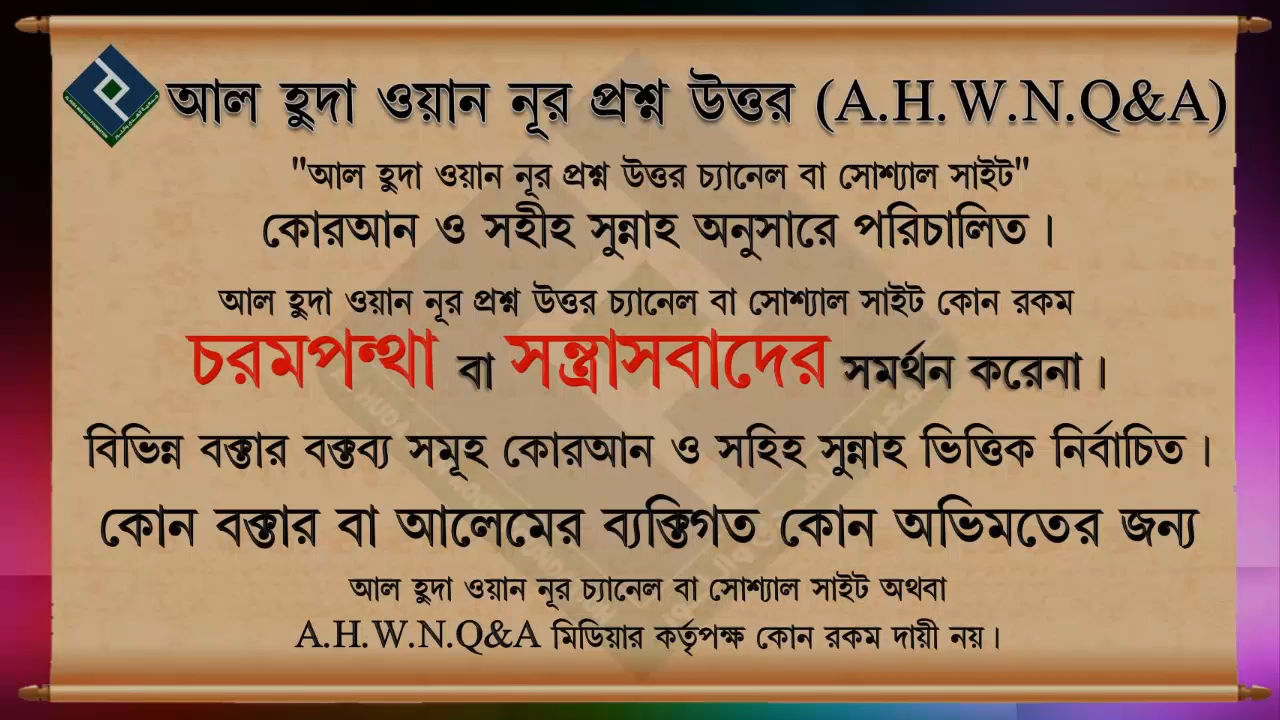 আল হুদা ওয়ান নূর প্রশ্ন উত্তর (A.H.W.N.Q&A)
"আল হুদা ওয়ান নূর প্রশ্ন উত্তর চ্যানেল বা সোশ্যাল সাইট"
কোরআন ও সহীহ সুন্নাহ অনুসারে পরিচালিত।
আল হুদা ওয়ান নূর প্রশ্ন উত্তর চ্যানেল বা সোশ্যাল সাইট কোন রকম
চরমপন্থা বা সন্ত্রাসবাদের সমর্থন করেনা।
বিভিন্ন বক্তার বক্তব্য সমূহ কোরআন ও সহিহ সুন্নাহ ভিত্তিক নির্বাচিত।
কোন বক্তার বা আলেমের ব্যক্তিগত কোন অভিমতের জন্য
আল হুদা ওয়ান নূর চ্যানেল বা সোশ্যাল সাইট অথবা
A.H.W.N.Q&A মিডিয়ার কর্তৃপক্ষ কোন রকম দায়ী নয়।